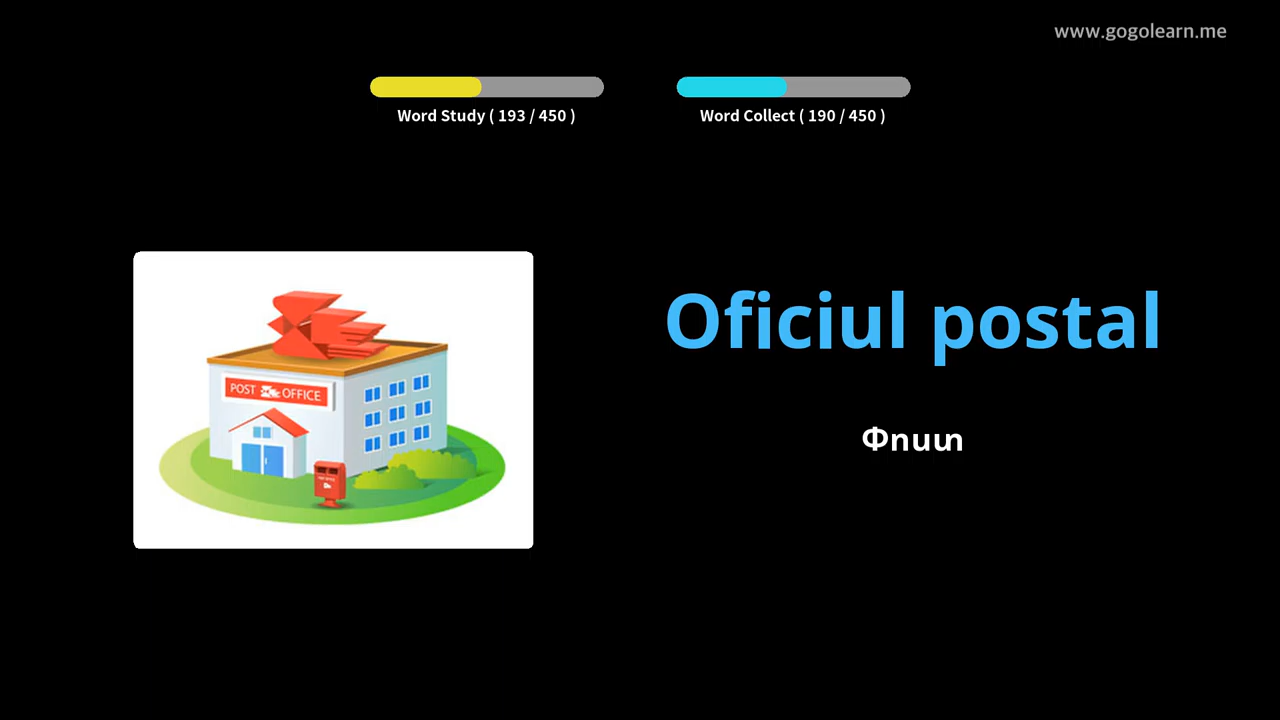 www.gogolearn.me
Word Study ( 193 / 450 )
Word Collect ( 190 / 450 )
POST OFFICE
Oficiul postal
Փոստ